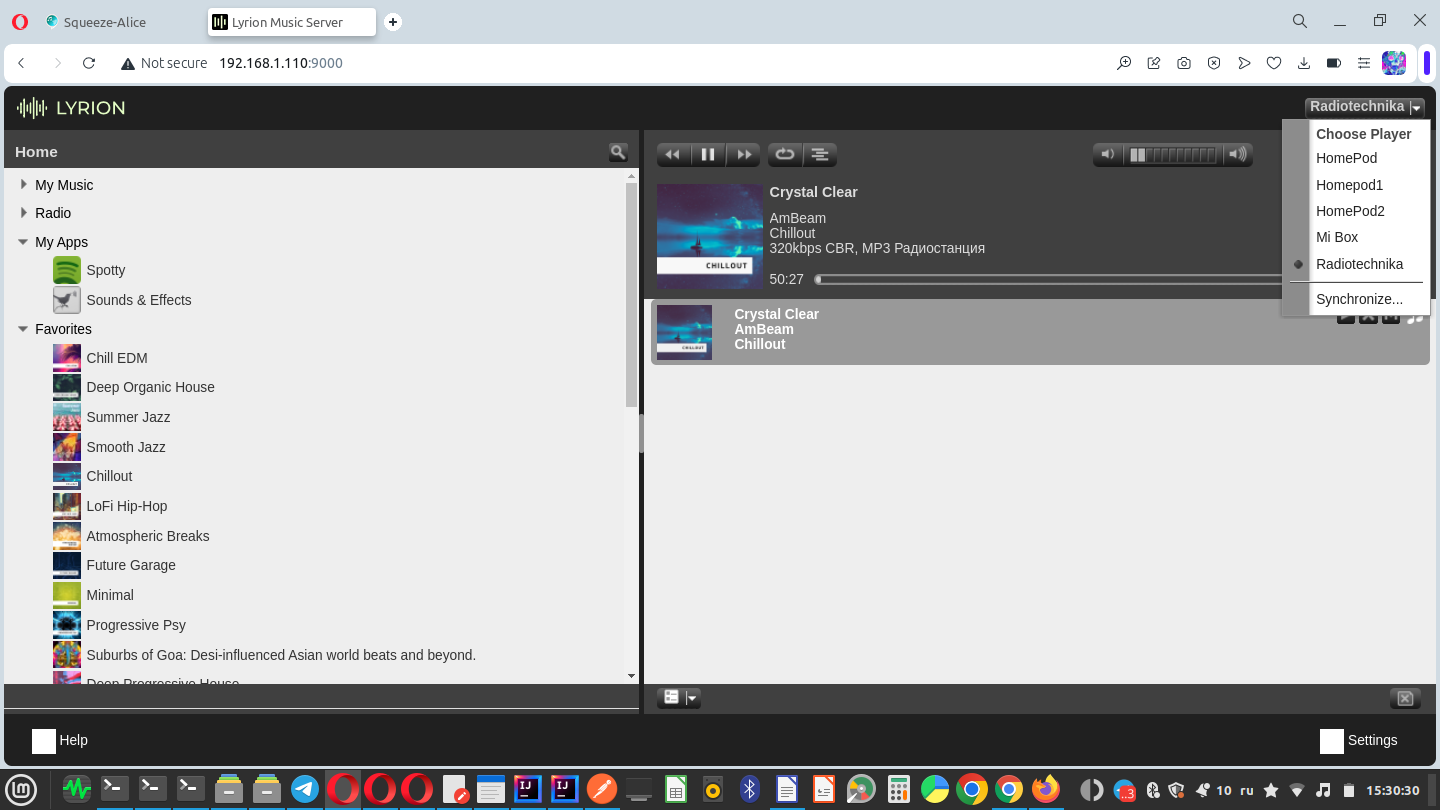 Squeeze-Alice
Lyrion Music Server
Not secure 192.168.1.110:9000
LYRION
Radiotechnika
Choose Player
HomePod
Homepod1
HomePod2
Mi Box
Radiotechnika
Synchronize...
Home
My Music
Radio
My Apps
Spotty
Sounds & Effects
Favorites
Chill EDM
Deep Organic House
Summer Jazz
Smooth Jazz
Chillout
LoFi Hip-Hop
Atmospheric Breaks
Future Garage
Minimal
Progressive Psy
Suburbs of Goa: Desi-influenced Asian world beats and beyond.
Deep Progressive House
Crystal Clear
AmBeam
Chillout
320kbps CBR, MP3 Радиостанция
CHILLOUT
50:27
Crystal Clear
AmBeam
Chillout
CHILLOUT
Help
Settings
10 ru 15:30:30